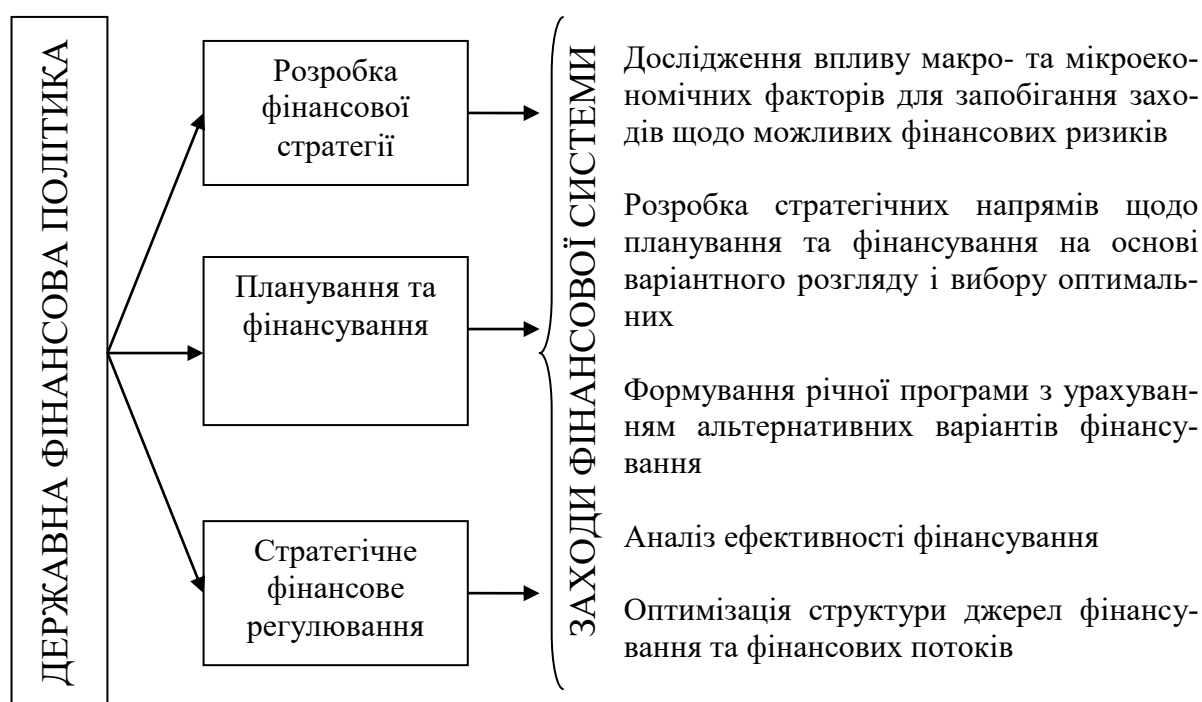 ДЕРЖАВНА ФІНАНСОВА ПОЛІТИКА
Розробка
фінансової
стратегії
Планування та
фінансування
Стратегічне
фінансове
регулювання
ЗАХОДИ ФІНАНСОВОЇ СИСТЕМИ
Дослідження впливу макро- та мікроеко-
номічних факторів для запобігання захо-
дів щодо можливих фінансових ризиків
Розробка стратегічних напрямів щодо
планування та фінансування на основі
варіантного розгляду і вибору оптималь-
них
Формування річної програми з урахуван-
ням альтернативних варіантів фінансу-
вання
Аналіз ефективності фінансування
Оптимізація структури джерел фінансу-
вання та фінансових потоків